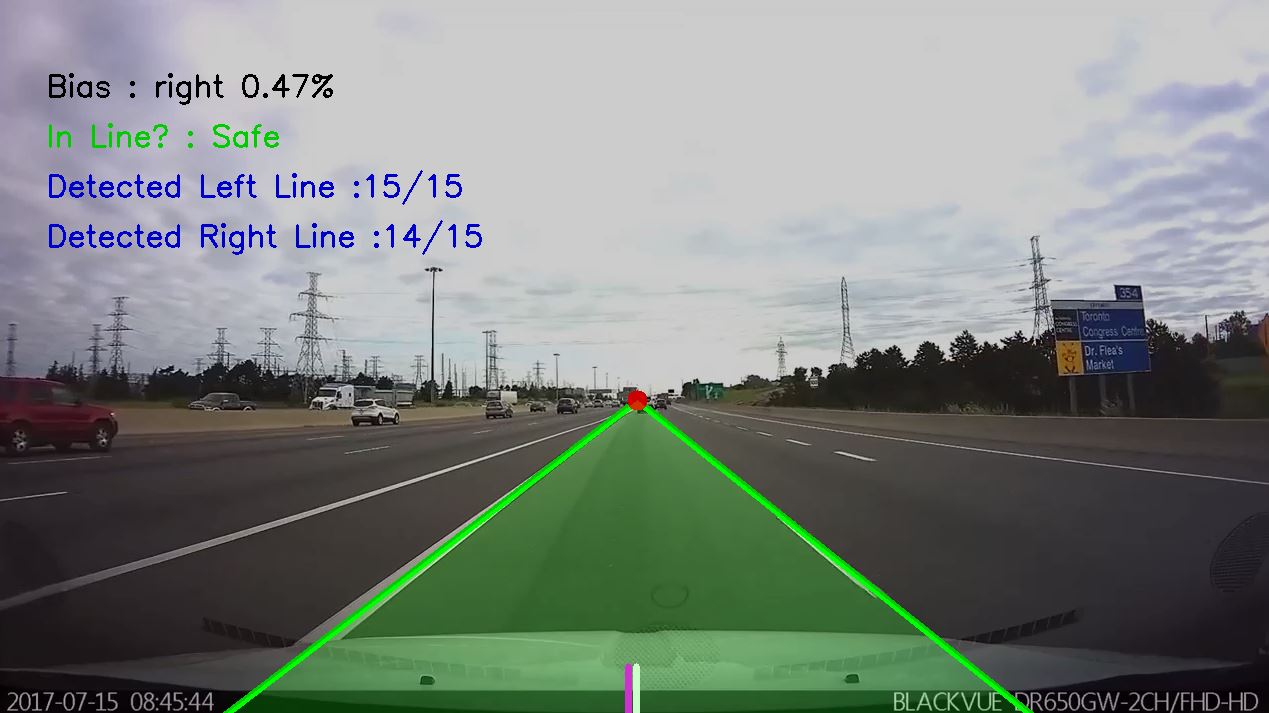 Bias : right 0.47%
In Line? : Safe
Detected Left Line :15/15
Detected Right Line :14/15
354
Toronto
Congress Centre
Dr. Flea's
Market
2017-07-15 08:45:44
BLACKVUE DR650GW-2CH/FHD-HD